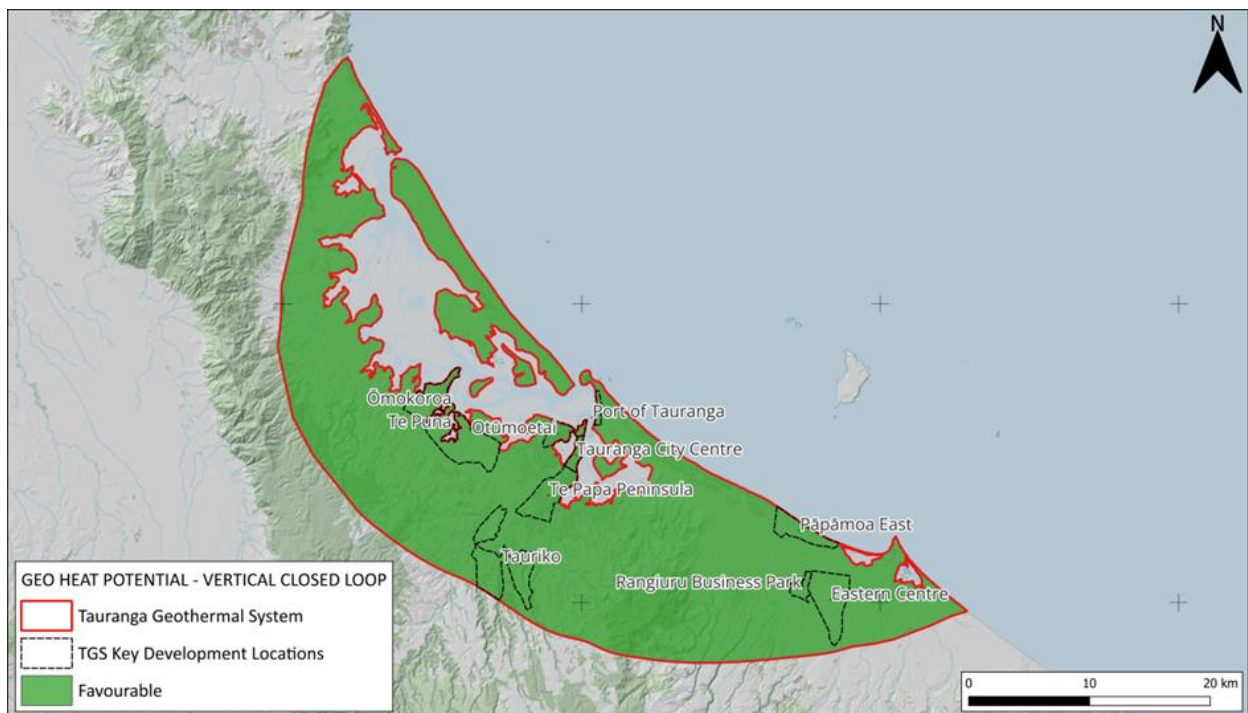 N
Ōmokoroa
Te Puna
Otūmoetai
Port of Tauranga
Tauranga City Centre
Te Papa Peninsula
Pāpāmoa East
Tauriko
Rangiuru Business Park
Eastern Centre
GEO HEAT POTENTIAL - VERTICAL CLOSED LOOP
Tauranga Geothermal System
TGS Key Development Locations
Favourable
0 10 20 km